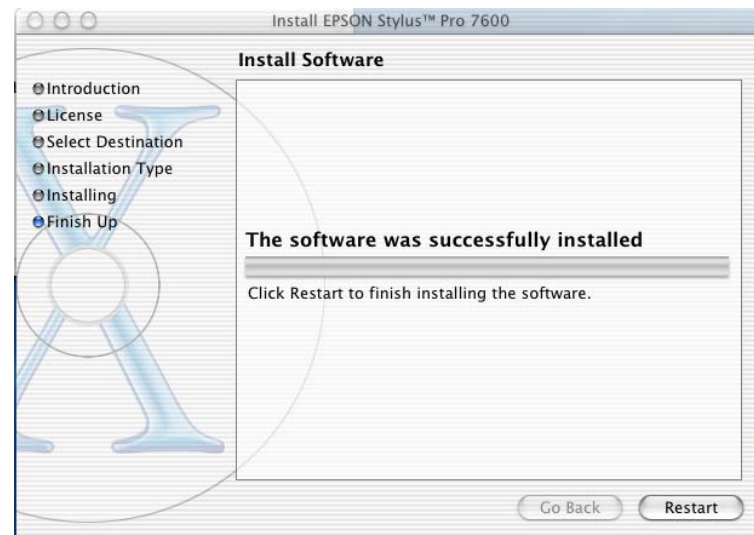 Install EPSON Stylus™ Pro 7600
Install Software
Introduction
License
Select Destination
Installation Type
Installing
Finish Up
The software was successfully installed
Click Restart to finish installing the software.
Go Back
Restart